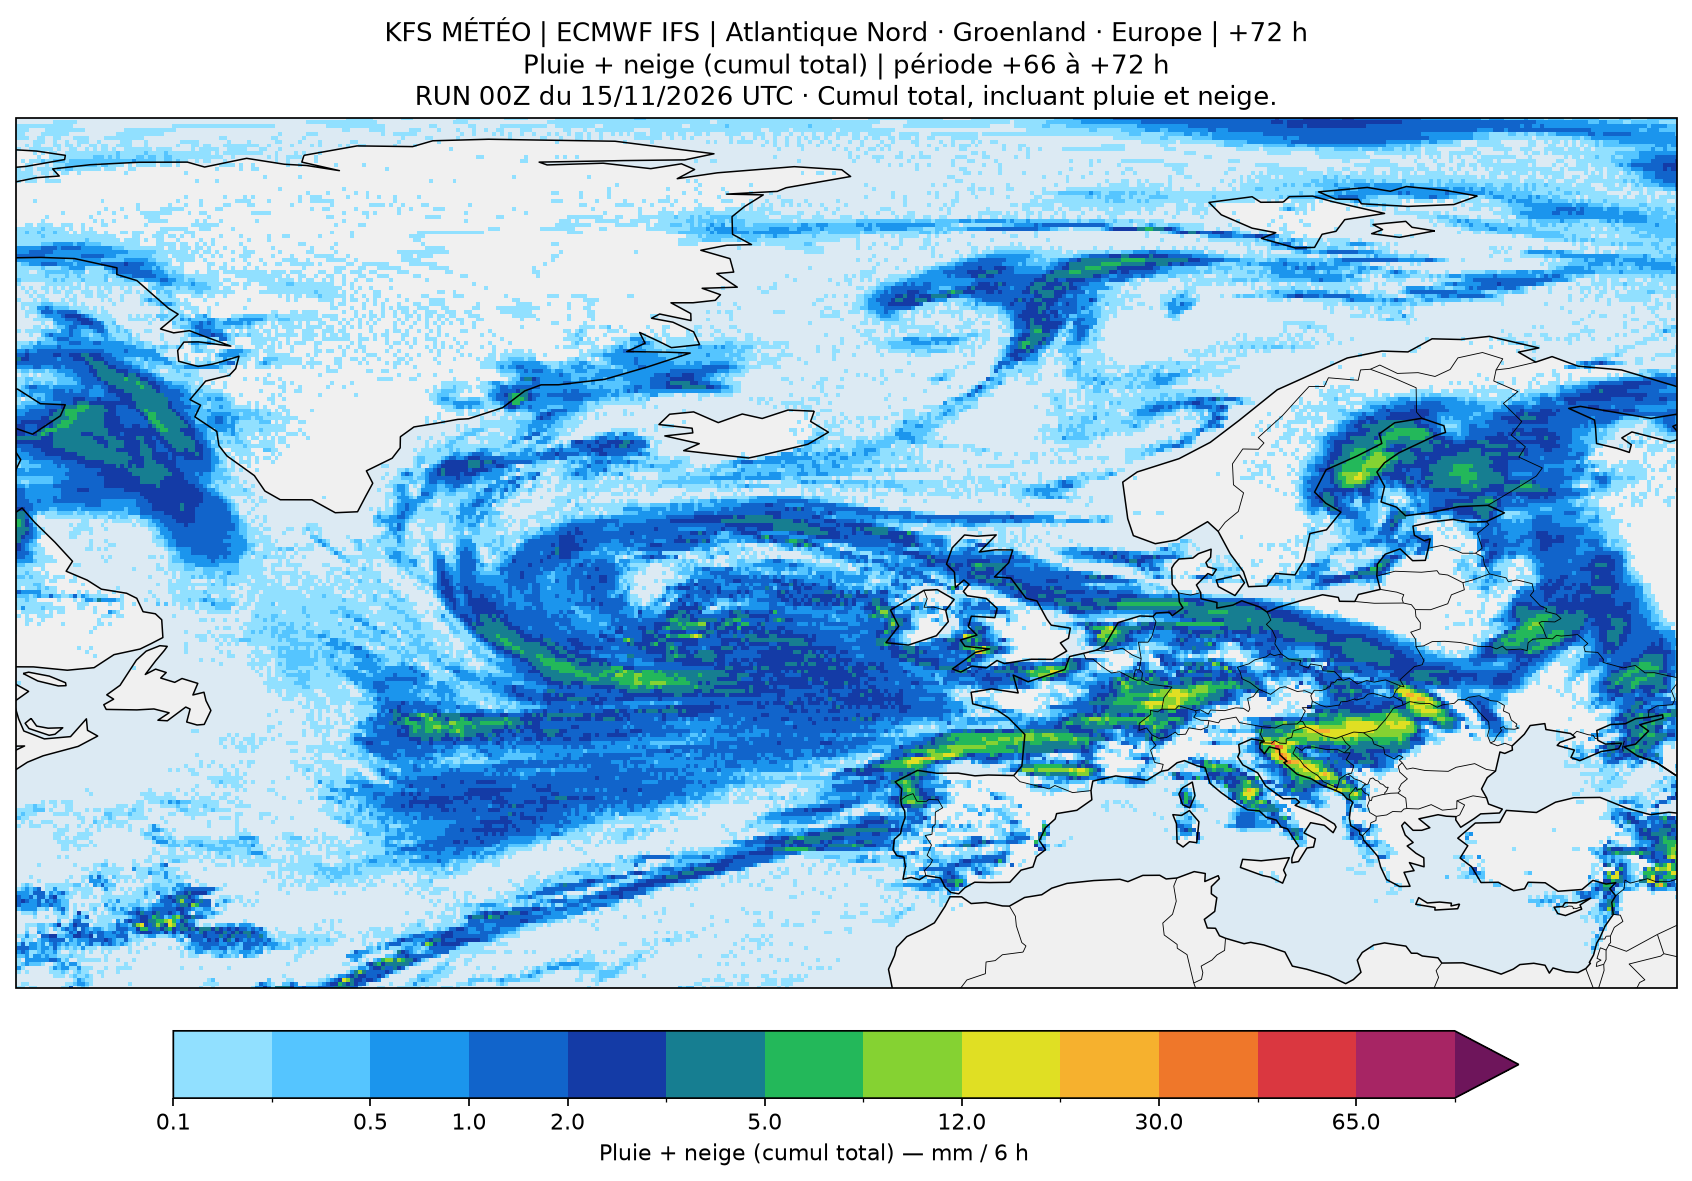 KFS MÉTÉO | ECMWF IFS | Atlantique Nord · Groenland · Europe | +72 h
Pluie + neige (cumul total) | période +66 à +72 h
RUN 00Z du 15/11/2026 UTC · Cumul total, incluant pluie et neige.
0.1 0.5 1.0 2.0 5.0 12.0 30.0 65.0
Pluie + neige (cumul total) — mm / 6 h